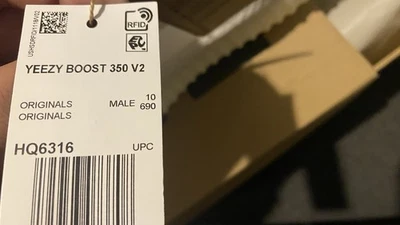 RFID
YEEZY BOOST 350 V2
ORIGINALS MALE 10
ORIGINALS 690
HQ6316 UPC